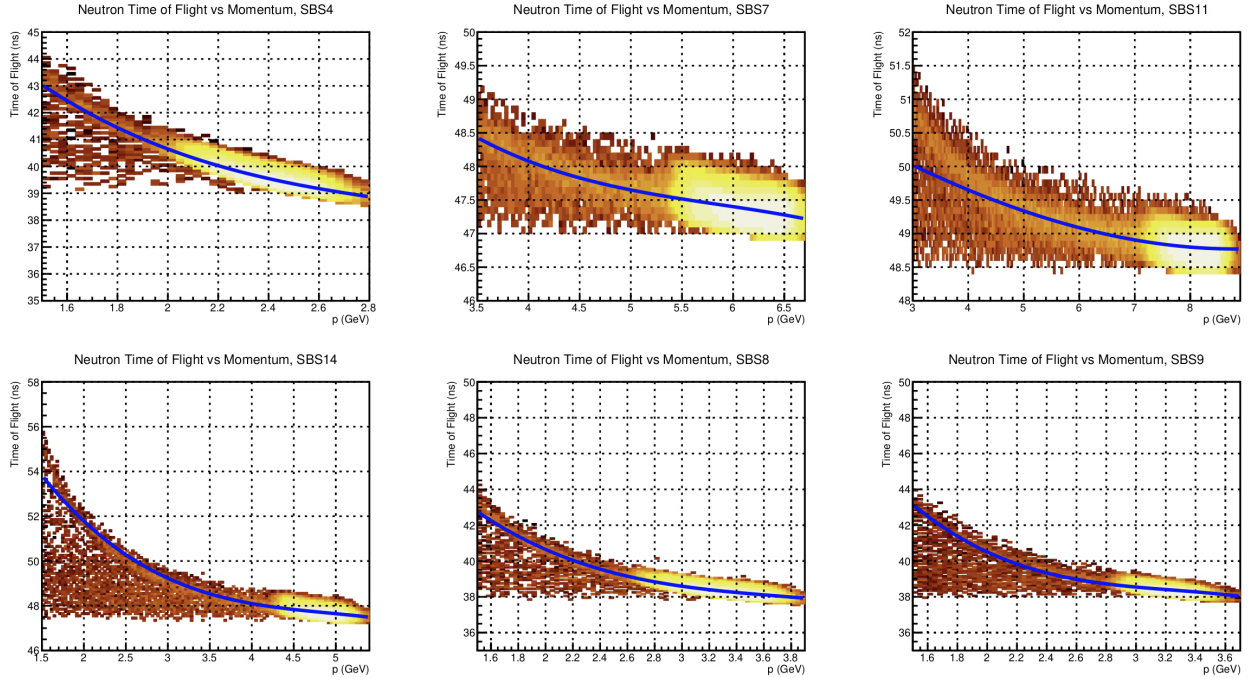 Neutron Time of Flight vs Momentum, SBS4
Time of Flight (ns)
45
44
43
42
41
40
39
38
37
36
35
1.6 1.8 2 2.2 2.4 2.6 2.8
p (GeV)
Neutron Time of Flight vs Momentum, SBS7
Time of Flight (ns)
50
49.5
49
48.5
48
47.5
47
46.5
46
3.5 4 4.5 5 5.5 6 6.5
p (GeV)
Neutron Time of Flight vs Momentum, SBS11
Time of Flight (ns)
52
51.5
51
50.5
50
49.5
49
48.5
48
3 4 5 6 7 8
p (GeV)
Neutron Time of Flight vs Momentum, SBS14
Time of Flight (ns)
58
56
54
52
50
48
46
1.5 2 2.5 3 3.5 4 4.5 5
p (GeV)
Neutron Time of Flight vs Momentum, SBS8
Time of Flight (ns)
50
48
46
44
42
40
38
36
1.6 1.8 2 2.2 2.4 2.6 2.8 3 3.2 3.4 3.6 3.8
p (GeV)
Neutron Time of Flight vs Momentum, SBS9
Time of Flight (ns)
50
48
46
44
42
40
38
36
1.6 1.8 2 2.2 2.4 2.6 2.8 3 3.2 3.4 3.6
p (GeV)